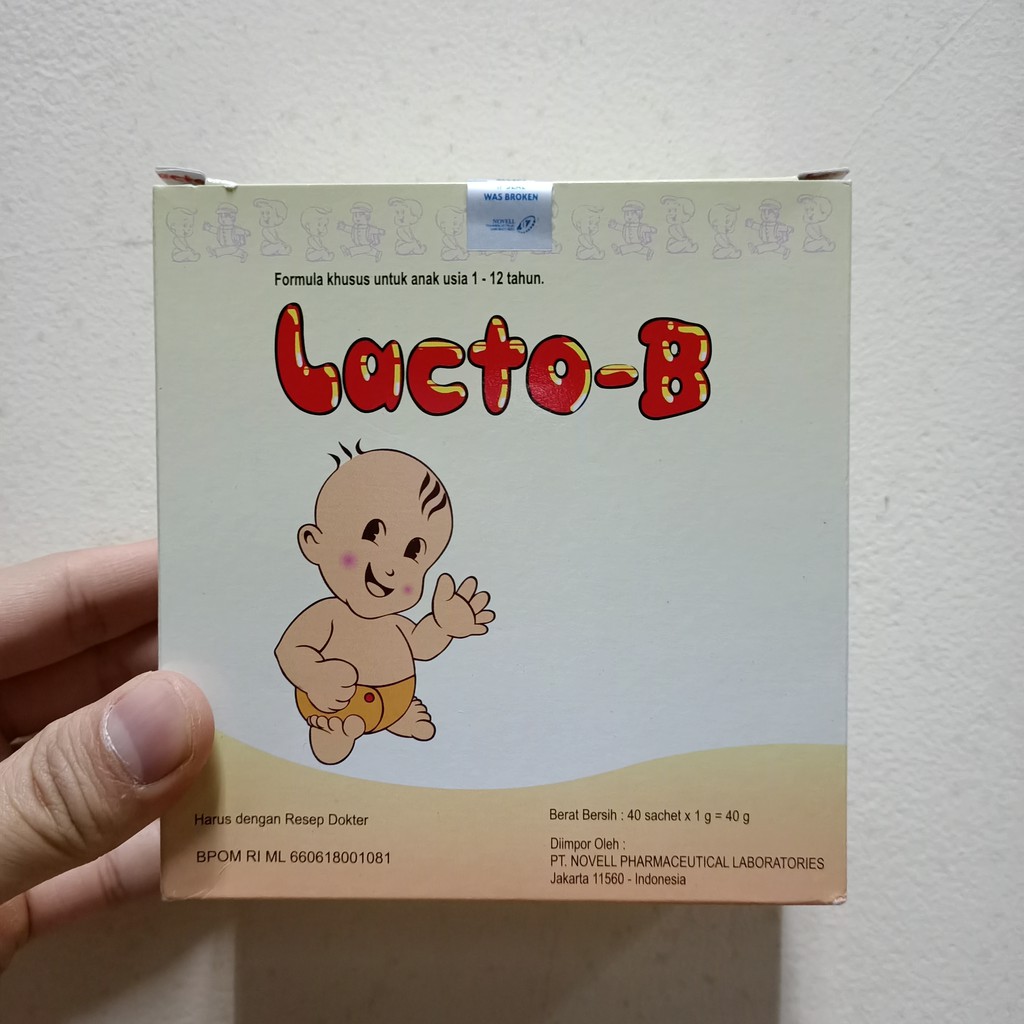 WAS BROKEN
NOVELL
Formula khusus untuk anak usia 1 - 12 tahun.
Lacto-B
Harus dengan Resep Dokter
BPOM RI ML 660618001081
Berat Bersih : 40 sachet x 1 g = 40 g
Diimpor Oleh :
PT. NOVELL PHARMACEUTICAL LABORATORIES
Jakarta 11560 - Indonesia